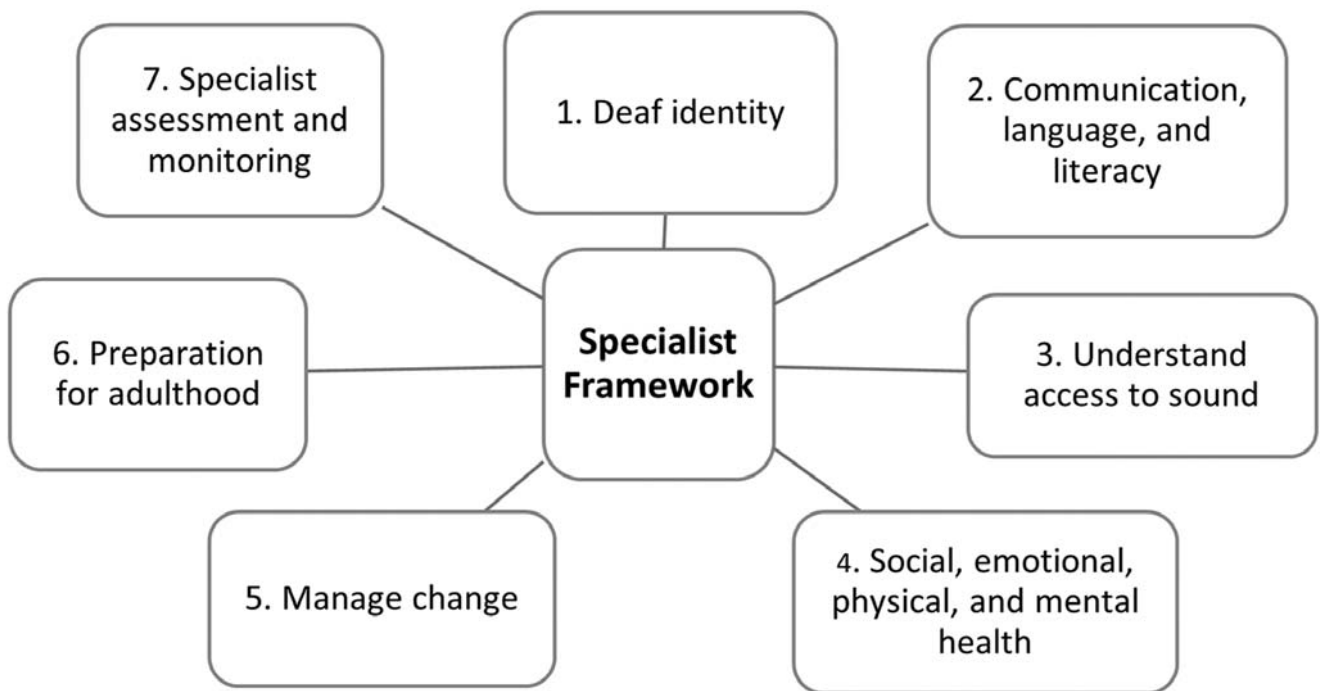 Specialist
Framework
1. Deaf identity
2. Communication,
language, and
literacy
3. Understand
access to sound
4. Social, emotional,
physical, and mental
health
5. Manage change
6. Preparation
for adulthood
7. Specialist
assessment and
monitoring